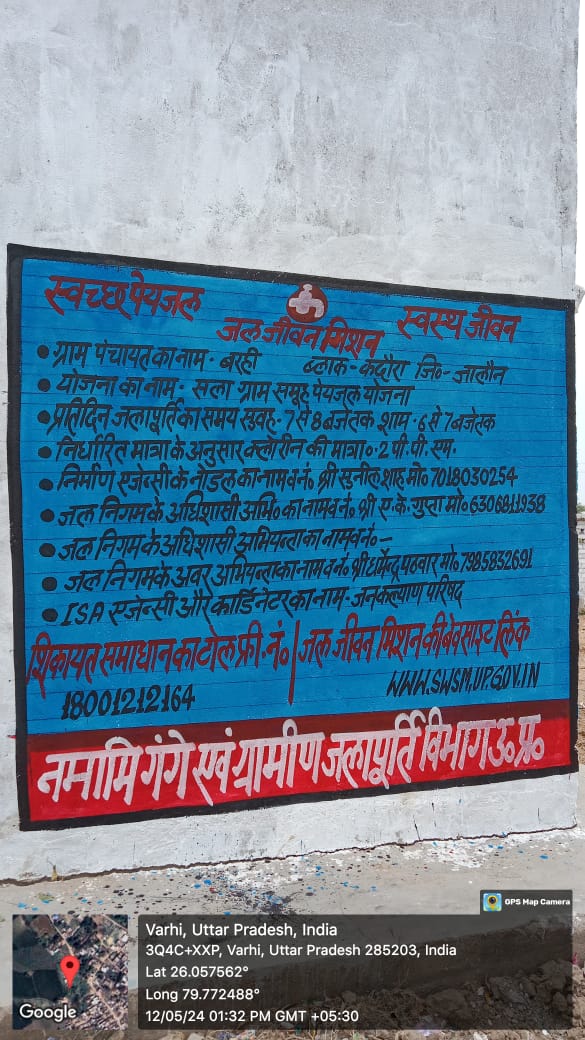 स्वच्छ पेयजल
जल जीवन मिशन
स्वस्थ जीवन
• ग्राम पंचायत का नाम - बरही ब्लाक - कदौरा जि० - जालौन
• योजना का नाम - सला ग्राम समूह पेयजल योजना
• प्रतिदिन जलापूर्ति का समय सुवह - 7 से 8 बजे तक शाम - 6 से 7 बजे तक
• निर्धारित मात्रा के अनुसार क्लोरीन की मात्रा - 2 पी. पी. एम.
• निर्माण एजेन्सी के नोडल का नाम व नं० श्री सुनील शाह मो० 7018030254
• जल निगम के अधिशासी अभि० का नाम व नं० श्री ए. के. गुप्ता मो० 6306811938
• जल निगम के अधिशासी अभियन्ता का नाम व नं० -
• जल निगम के अवर अभियन्ता का नाम व नं० श्री धर्मेन्द्र पठवार मो० 7985832691
• ISA एजेन्सी और कार्डिनेटर का नाम - जनकल्याण परिषद
शिकायत समाधान का टोल फ्री. नं० | जल जीवन मिशन की बेवसाइट लिंक
18001212164 WWW.SWSM.UP.GOV.IN
नमामि गंगे एवं ग्रामीण जलापूर्ति विभाग उ० प्र०
GPS Map Camera
Varhi, Uttar Pradesh, India
3Q4C+XXP, Varhi, Uttar Pradesh 285203, India
Lat 26.057562°
Long 79.772488°
12/05/24 01:32 PM GMT +05:30
Google